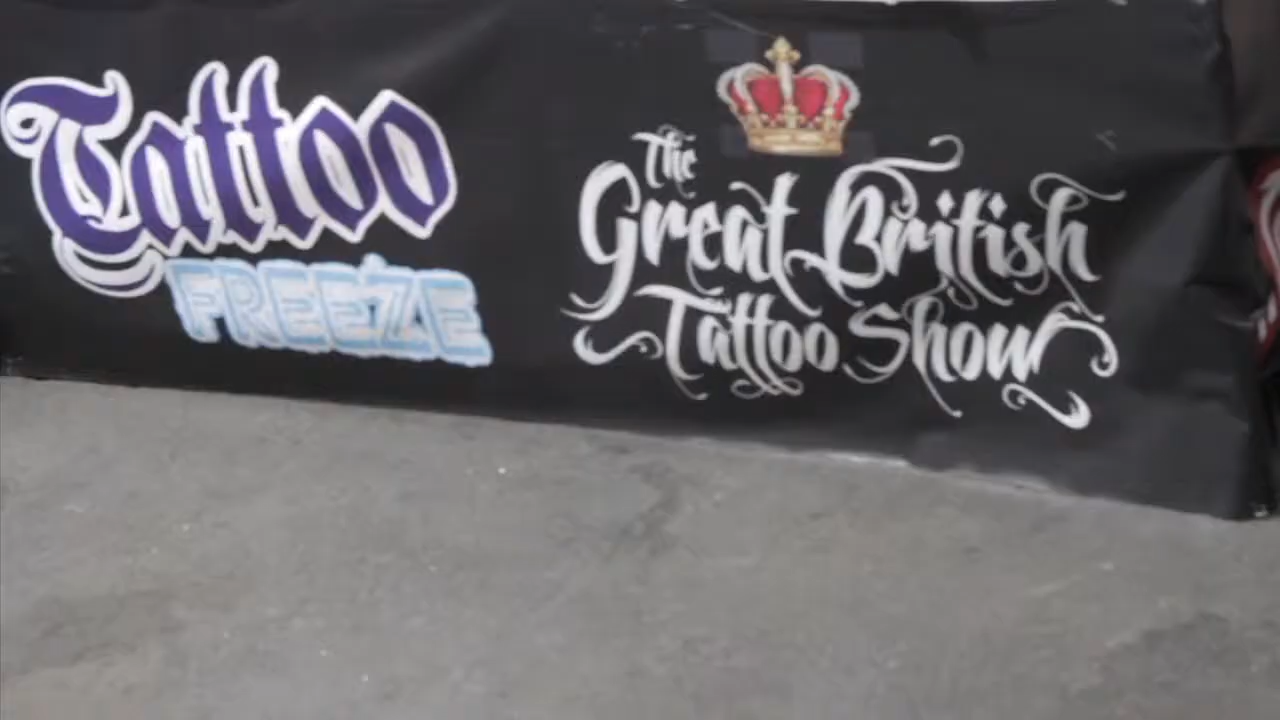 Tattoo
FREEZE
The
Great British
Tattoo Show